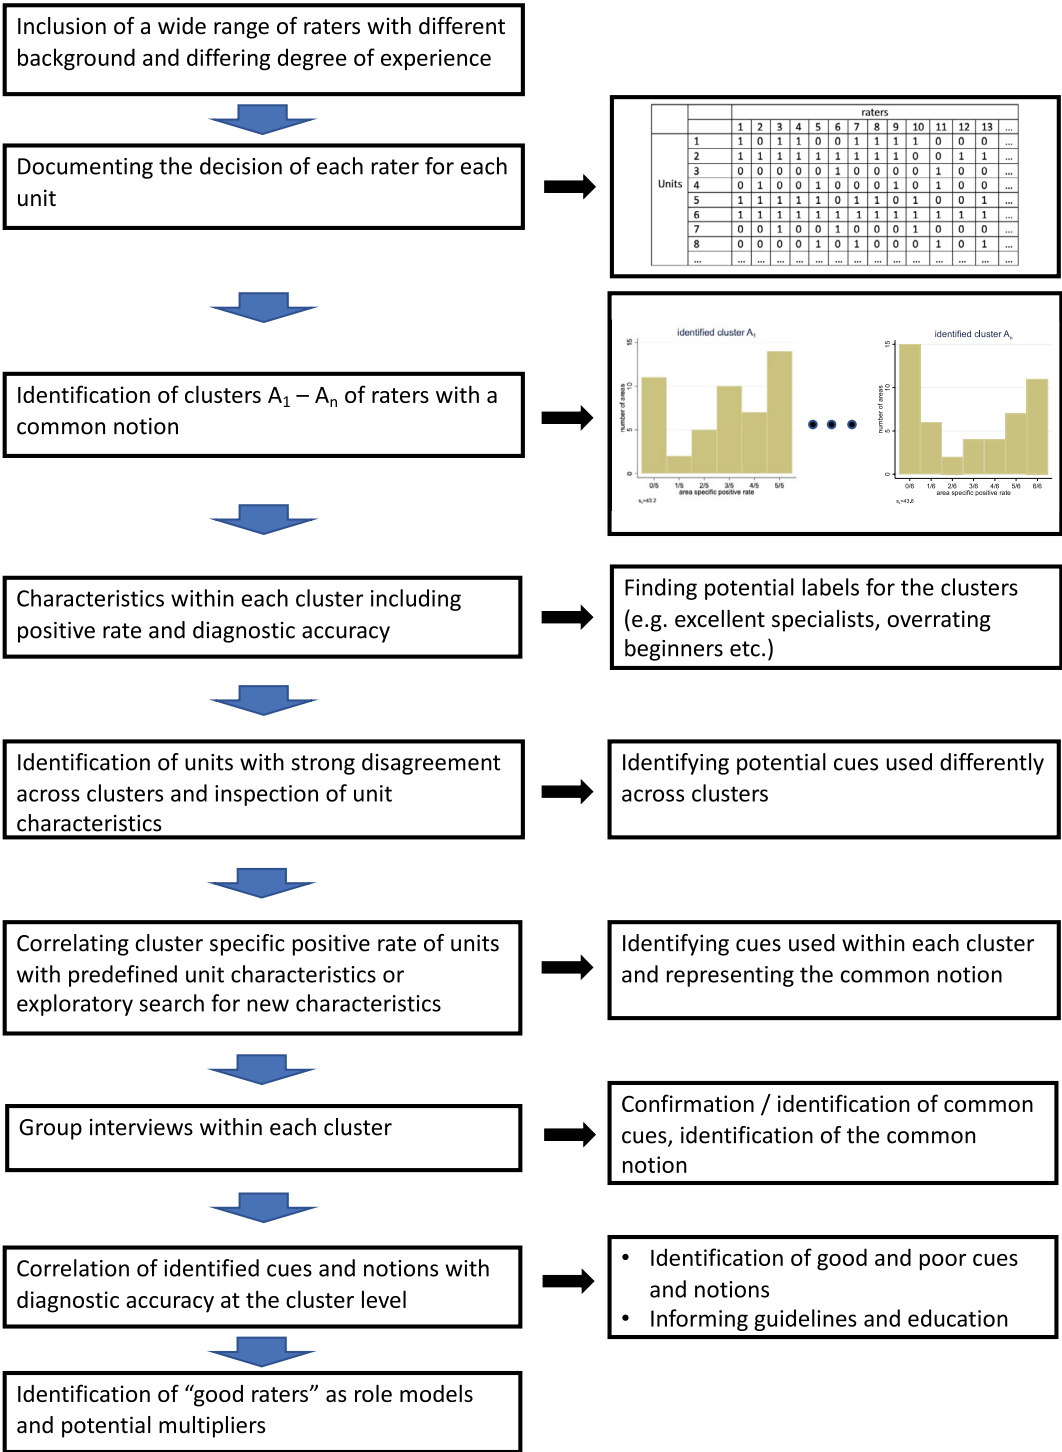 Inclusion of a wide range of raters with different
background and differing degree of experience
Documenting the decision of each rater for each
unit
raters
1 2 3 4 5 6 7 8 9 10 11 12 13 ...
Units
1 1 0 1 1 0 0 1 1 1 1 0 0 0 ...
2 1 1 1 1 1 1 1 1 1 0 0 1 1 ...
3 0 0 0 0 0 1 0 0 0 0 1 0 0 ...
4 0 1 0 0 1 0 0 0 1 0 1 0 0 ...
5 1 1 1 1 0 1 1 0 1 1 0 0 1 ...
6 1 1 1 1 1 1 1 1 1 1 1 1 1 ...
7 0 0 1 0 0 1 0 0 0 1 0 0 0 ...
8 0 0 0 0 1 0 1 0 0 0 1 0 1 ...
... ... ... ... ... ... ... ... ... ... ... ... ... ... ...
Identification of clusters A1 – An of raters with a
common notion
identified cluster A1
number of areas
15
10
5
0
0/5 1/5 2/5 3/5 4/5 5/5
area specific positive rate
identified cluster An
number of areas
15
10
5
0
0/6 1/6 2/6 3/6 4/6 5/6 6/6
area specific positive rate
Characteristics within each cluster including
positive rate and diagnostic accuracy
Finding potential labels for the clusters
(e.g. excellent specialists, overrating
beginners etc.)
Identification of units with strong disagreement
across clusters and inspection of unit
characteristics
Identifying potential cues used differently
across clusters
Correlating cluster specific positive rate of units
with predefined unit characteristics or
exploratory search for new characteristics
Identifying cues used within each cluster
and representing the common notion
Group interviews within each cluster
Confirmation / identification of common
cues, identification of the common
notion
Correlation of identified cues and notions with
diagnostic accuracy at the cluster level
• Identification of good and poor cues
and notions
• Informing guidelines and education
Identification of “good raters” as role models
and potential multipliers